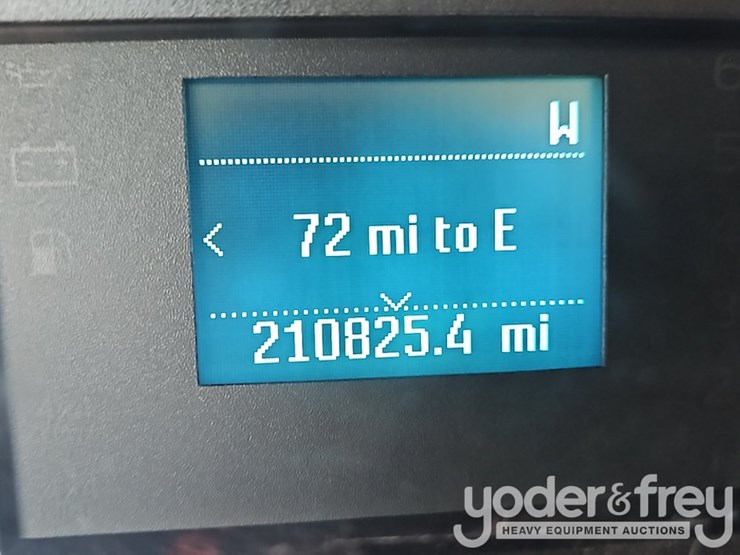 W
< 72 mi to E
210825.4 mi
yoder&frey
HEAVY EQUIPMENT AUCTIONS